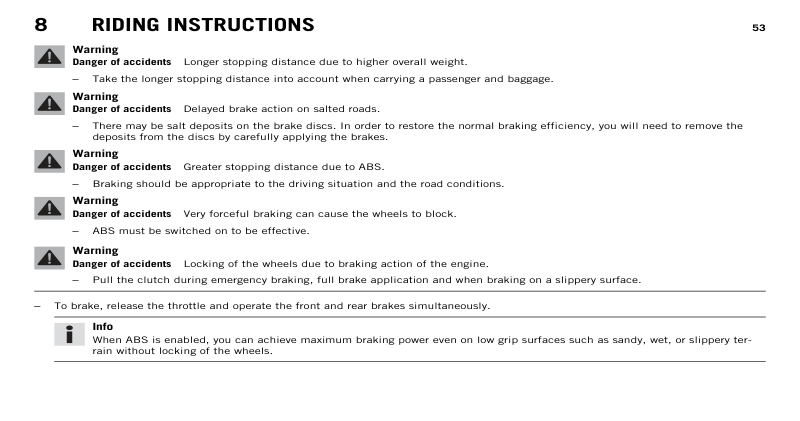 8 RIDING INSTRUCTIONS 53
Warning
Danger of accidents Longer stopping distance due to higher overall weight.
– Take the longer stopping distance into account when carrying a passenger and baggage.
Warning
Danger of accidents Delayed brake action on salted roads.
– There may be salt deposits on the brake discs. In order to restore the normal braking efficiency, you will need to remove the
deposits from the discs by carefully applying the brakes.
Warning
Danger of accidents Greater stopping distance due to ABS.
– Braking should be appropriate to the driving situation and the road conditions.
Warning
Danger of accidents Very forceful braking can cause the wheels to block.
– ABS must be switched on to be effective.
Warning
Danger of accidents Locking of the wheels due to braking action of the engine.
– Pull the clutch during emergency braking, full brake application and when braking on a slippery surface.
– To brake, release the throttle and operate the front and rear brakes simultaneously.
Info
When ABS is enabled, you can achieve maximum braking power even on low grip surfaces such as sandy, wet, or slippery ter-
rain without locking of the wheels.